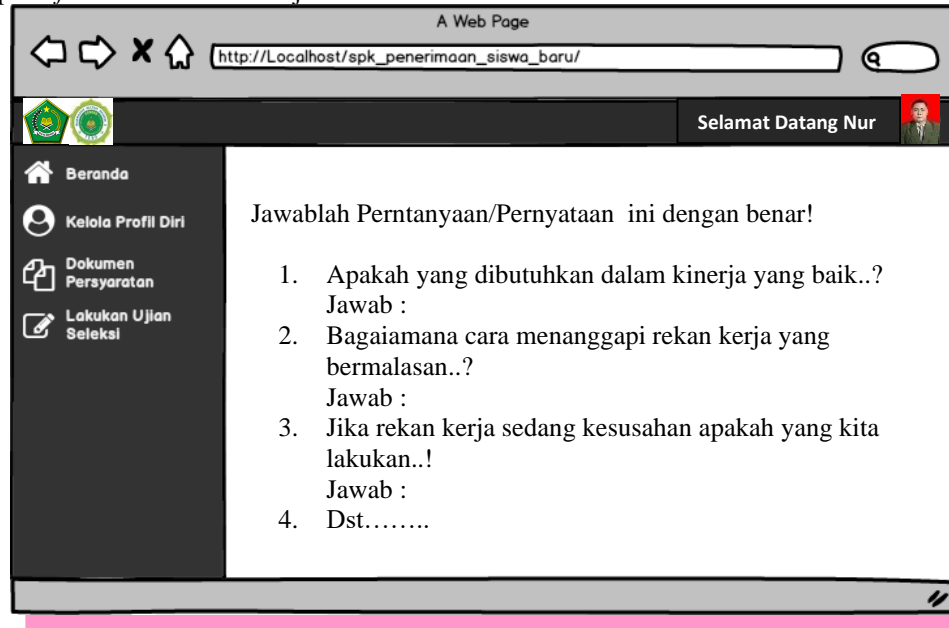 A Web Page
http://Localhost/spk_penerimaan_siswa_baru/
Selamat Datang Nur
Beranda
Kelola Profil Diri
Dokumen
Persyaratan
Lakukan Ujian
Seleksi
Jawablah Perntanyaan/Pernyataan ini dengan benar!
1. Apakah yang dibutuhkan dalam kinerja yang baik..?
Jawab :
2. Bagaiamana cara menanggapi rekan kerja yang
bermalasan..?
Jawab :
3. Jika rekan kerja sedang kesusahan apakah yang kita
lakukan..!
Jawab :
4. Dst……..